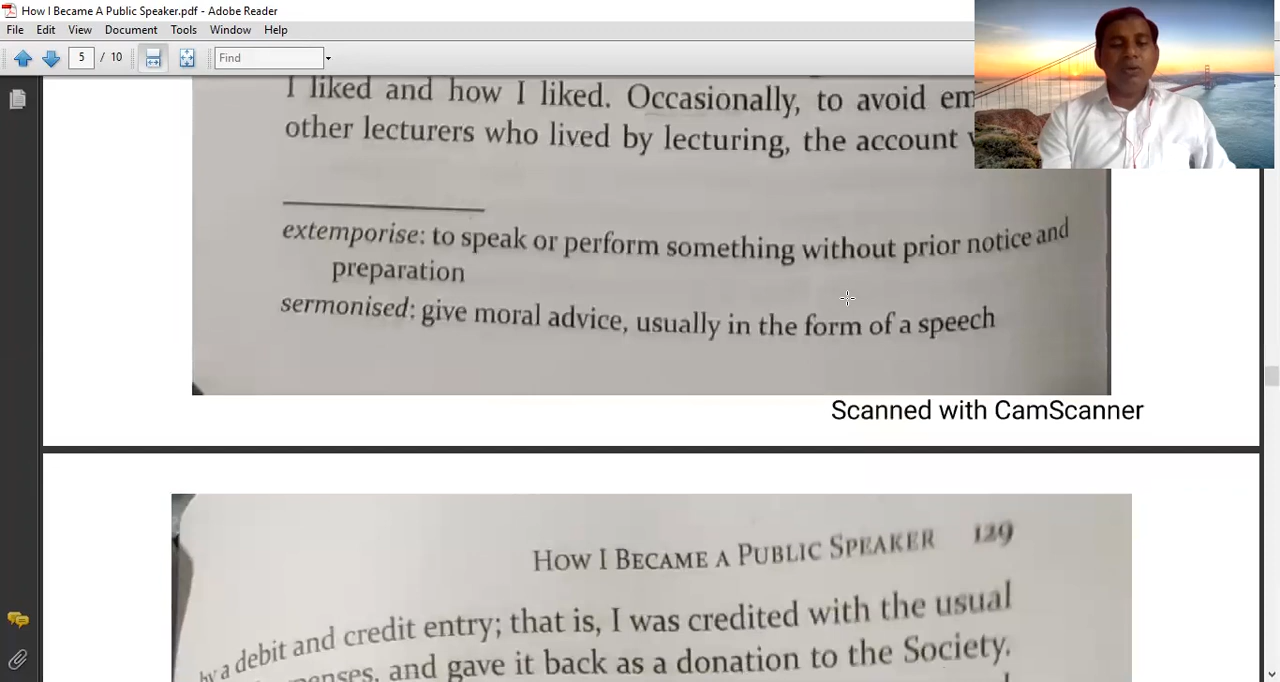 How I Became A Public Speaker.pdf - Adobe Reader
File Edit View Document Tools Window Help
5 / 10 Find
I liked and how I liked. Occasionally, to avoid
other lecturers who lived by lecturing, the account
extemporise: to speak or perform something without prior notice and
preparation
sermonised: give moral advice, usually in the form of a speech
Scanned with CamScanner
HOW I BECAME A PUBLIC SPEAKER 129
by a debit and credit entry; that is, I was credited with the usual
and gave it back as a donation to the Society.